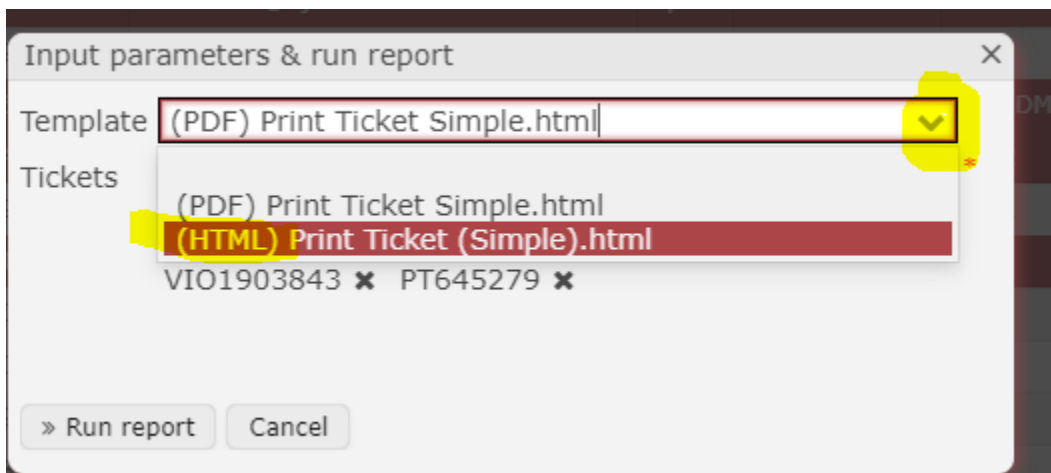 Input parameters & run report ×
Template (PDF) Print Ticket Simple.html
DM
Tickets *
(PDF) Print Ticket Simple.html
(HTML) Print Ticket (Simple).html
VIO1903843 ✖ PT645279 ✖
» Run report Cancel